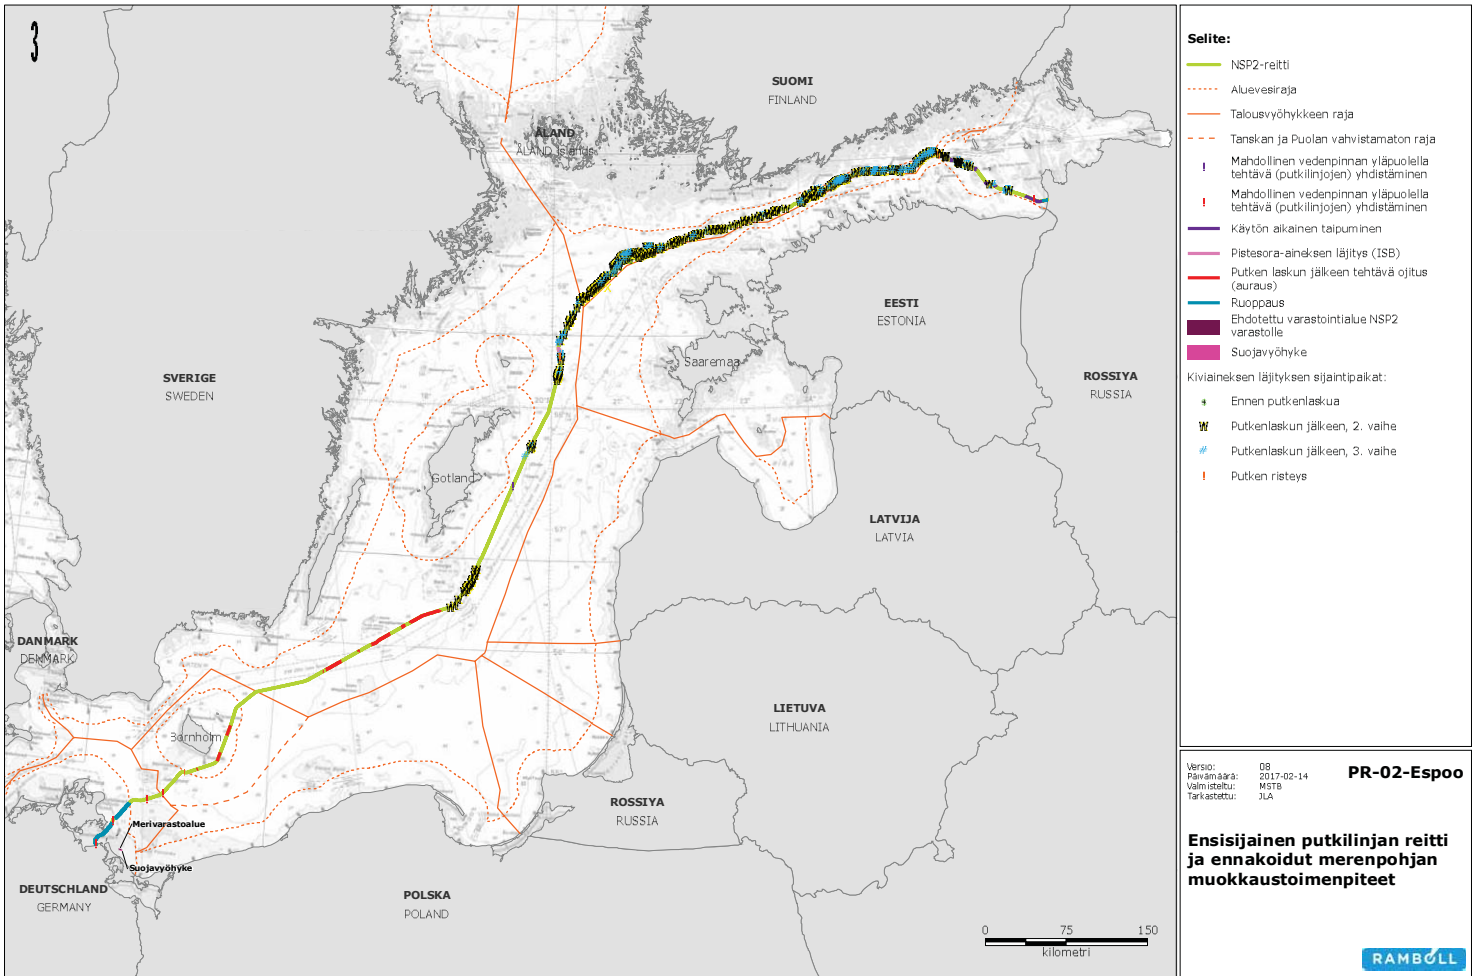 3
SUOMI
FINLAND
ÅLAND
ÅLAND Islands
EESTI
ESTONIA
Saaremaa
ROSSIYA
RUSSIA
SVERIGE
SWEDEN
Gotland
LATVIJA
LATVIA
DANMARK
DENMARK
LIETUVA
LITHUANIA
Bornholm
ROSSIYA
RUSSIA
Merivarastoalue
Suojavyöhyke
DEUTSCHLAND
GERMANY
POLSKA
POLAND
0 75 150
kilometri
Selite:
NSP2-reitti
Aluevesiraja
Talousvyöhykkeen raja
Tanskan ja Puolan vahvistamaton raja
Mahdollinen vedenpinnan yläpuolella
tehtävä (putkilinjojen) yhdistäminen
Mahdollinen vedenpinnan yläpuolella
tehtävä (putkilinjojen) yhdistäminen
Käytön aikainen taipuminen
Pistesora-aineksen läjitys (ISB)
Putken laskun jälkeen tehtävä ojitus
(auraus)
Ruoppaus
Ehdotettu varastointialue NSP2
varastolle
Suojavyöhyke
Kiviaineksen läjityksen sijaintipaikat:
Ennen putkenlaskua
Putkenlaskun jälkeen, 2. vaihe
Putkenlaskun jälkeen, 3. vaihe
Putken risteys
Versio: 08
Päivämäärä: 2017-02-14
Valmisteltu: MSTB
Tarkastettu: JLA
PR-02-Espoo
Ensisijainen putkilinjan reitti
ja ennakoidut merenpohjan
muokkaustoimenpiteet
RAMBOLL